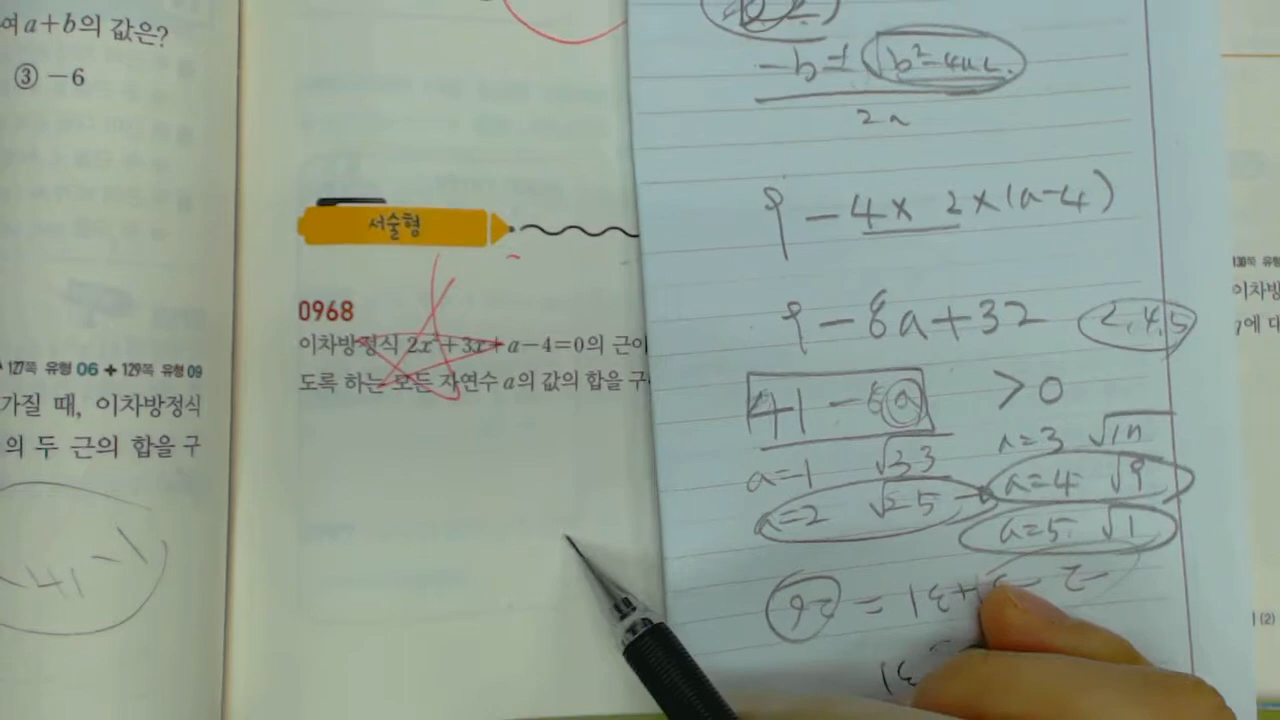 여 a+b의 값은?
③ -6
127쪽 유형 06 + 129쪽 유형 09
가질 때, 이차방정식
의 두 근의 합을 구
서술형
0968
이차방정식 2x²+3x+a-4=0의 근이
도록 하는 모든 자연수 a의 값의 합을 구
-b±√b²-4ac
2a
9-4×2×(a-4)
9-8a+32
2,4,5
41-8a >0
a=1 √33
a=2 √25
a=3 √17
a=4 √9
a=5 √1
130쪽 유형
이차방